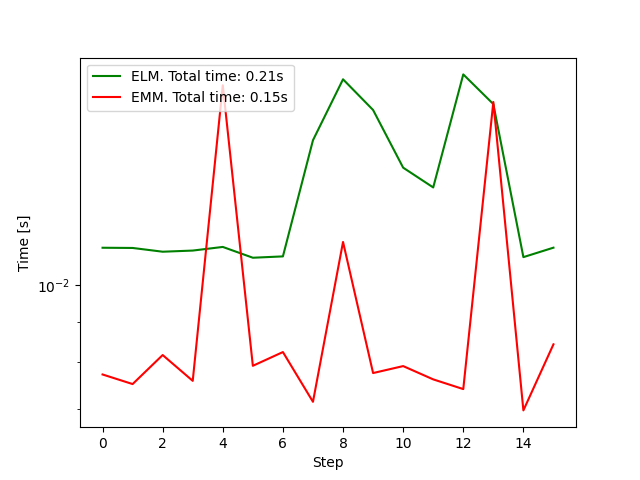 ELM. Total time: 0.21s
EMM. Total time: 0.15s
Time [s]
10⁻²
0 2 4 6 8 10 12 14
Step